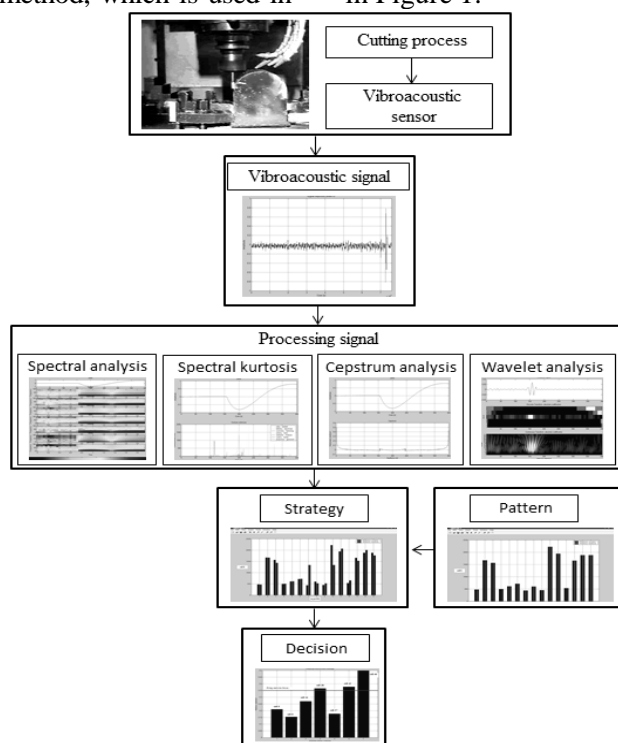 method, which is used in in Figure 1.
Cutting process
1
Vibroacoustic
sensor
Vibroacoustic signal
Processing signal
Spectral analysis
Spectral kurtosis
Cepstrum analysis
Wavelet analysis
Strategy
Pattern
Decision